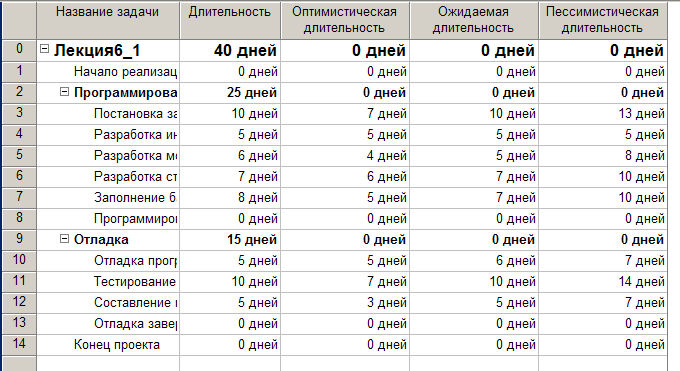 Название задачи Длительность Оптимистическая длительность Ожидаемая длительность Пессимистическая длительность
0 Лекция6_1 40 дней 0 дней 0 дней 0 дней
1 Начало реализац 0 дней 0 дней 0 дней 0 дней
2 Программирова 25 дней 0 дней 0 дней 0 дней
3 Постановка за 10 дней 7 дней 10 дней 13 дней
4 Разработка ин 5 дней 5 дней 5 дней 5 дней
5 Разработка мо 6 дней 4 дней 5 дней 8 дней
6 Разработка ст 7 дней 6 дней 7 дней 10 дней
7 Заполнение б 8 дней 5 дней 7 дней 10 дней
8 Программиро 0 дней 0 дней 0 дней 0 дней
9 Отладка 15 дней 0 дней 0 дней 0 дней
10 Отладка прог 5 дней 5 дней 6 дней 7 дней
11 Тестирование 10 дней 7 дней 10 дней 14 дней
12 Составление 5 дней 3 дней 5 дней 7 дней
13 Отладка заве 0 дней 0 дней 0 дней 0 дней
14 Конец проекта 0 дней 0 дней 0 дней 0 дней